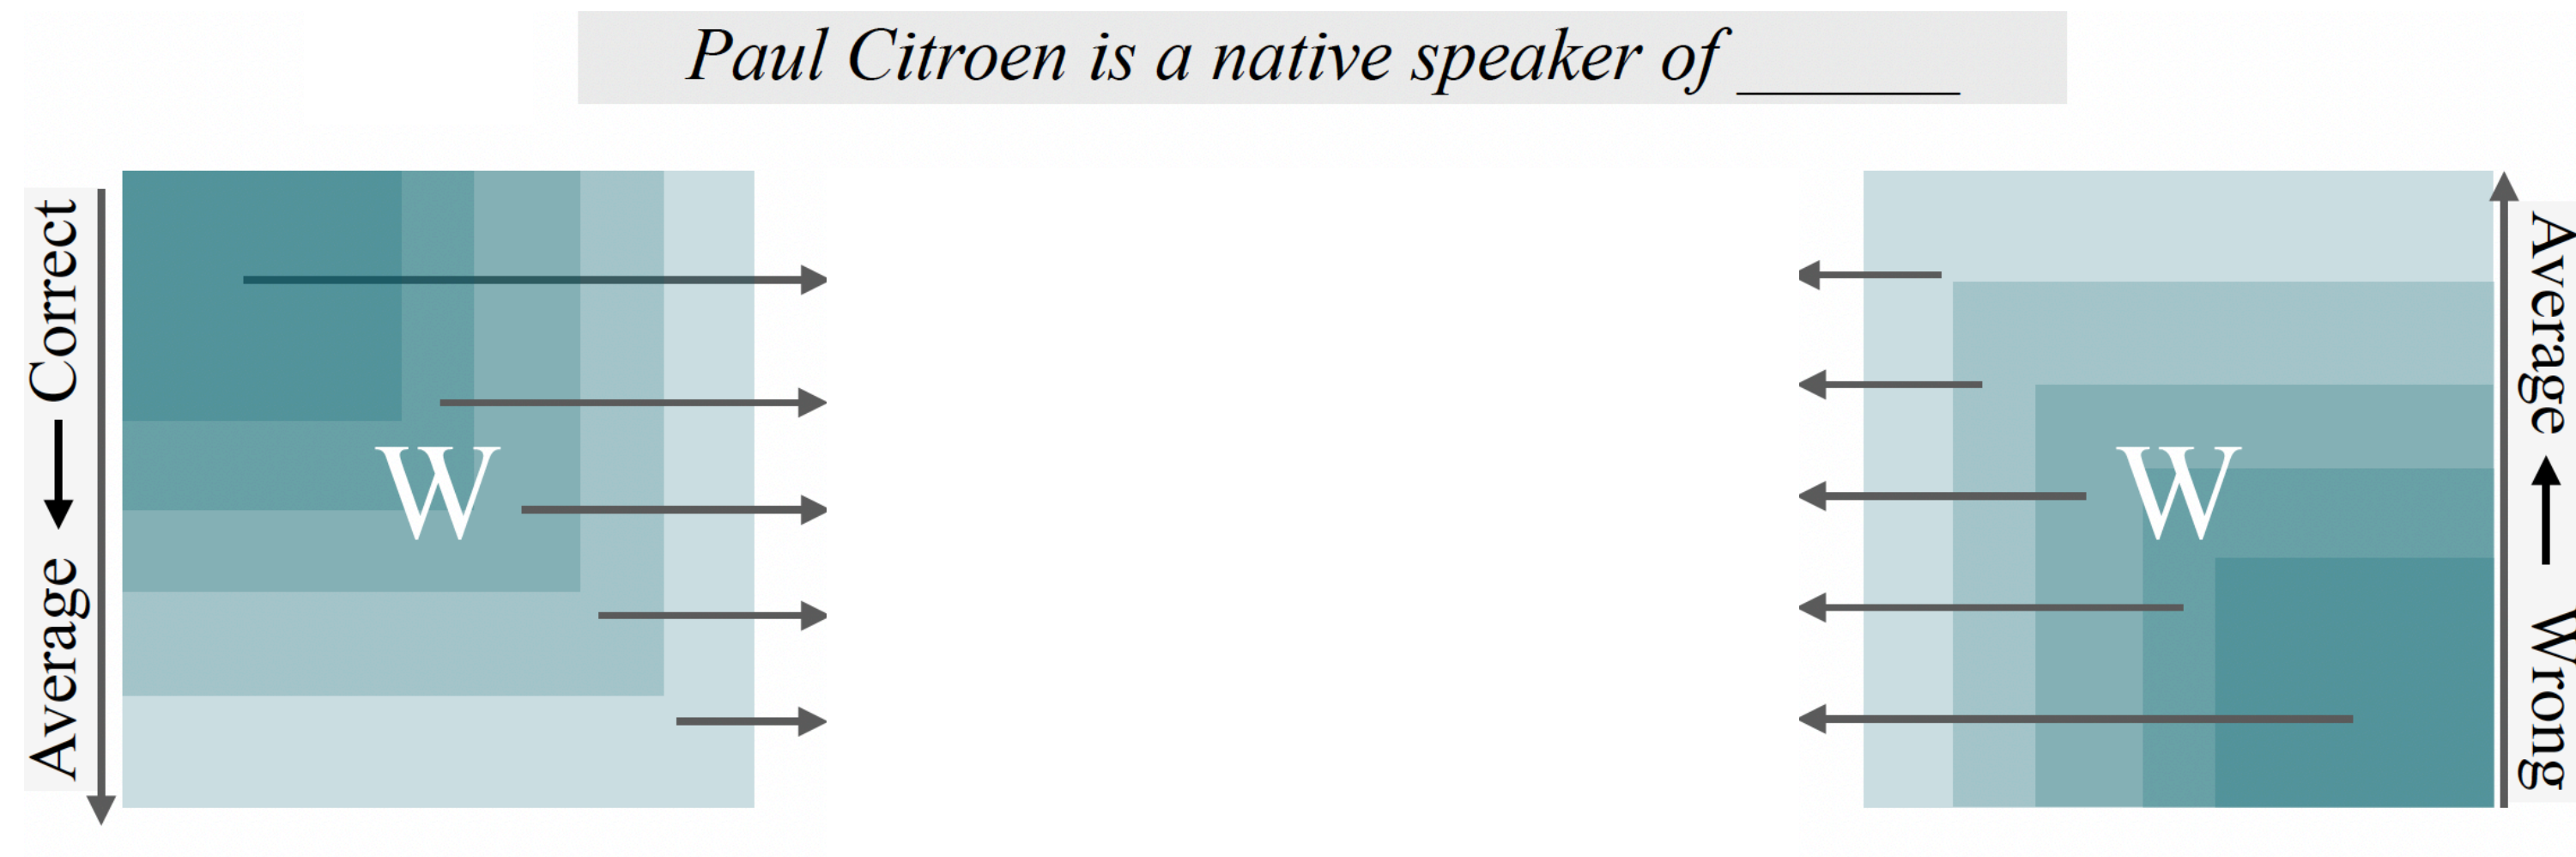 Paul Citroen is a native speaker of ______
Correct
Average
W
W
Average
Wrong